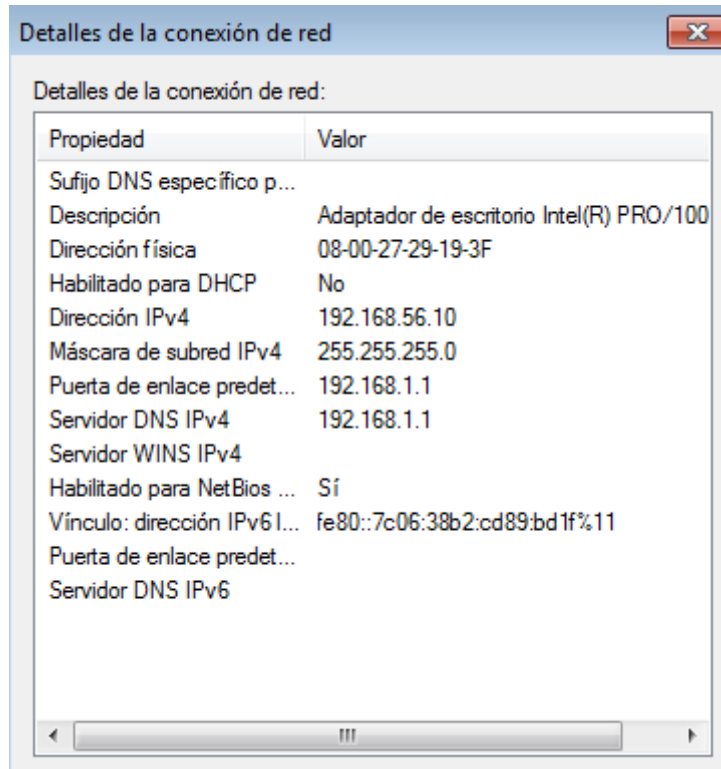 Detalles de la conexión de red
Detalles de la conexión de red:
Propiedad Valor
Sufijo DNS específico p...
Descripción Adaptador de escritorio Intel(R) PRO/100
Dirección física 08-00-27-29-19-3F
Habilitado para DHCP No
Dirección IPv4 192.168.56.10
Máscara de subred IPv4 255.255.255.0
Puerta de enlace predet... 192.168.1.1
Servidor DNS IPv4 192.168.1.1
Servidor WINS IPv4
Habilitado para NetBios ... Sí
Vínculo: dirección IPv6 l... fe80::7c06:38b2:cd89:bd1f%11
Puerta de enlace predet...
Servidor DNS IPv6